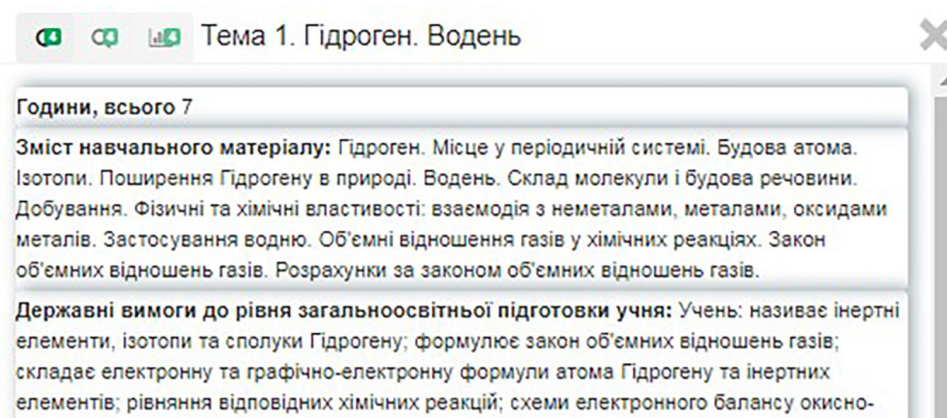 Тема 1. Гідроген. Водень
Години, всього 7
Зміст навчального матеріалу: Гідроген. Місце у періодичній системі. Будова атома.
Ізотопи. Поширення Гідрогену в природі. Водень. Склад молекули і будова речовини.
Добування. Фізичні та хімічні властивості: взаємодія з неметалами, металами, оксидами
металів. Застосування водню. Об'ємні відношення газів у хімічних реакціях. Закон
об'ємних відношень газів. Розрахунки за законом об'ємних відношень газів.
Державні вимоги до рівня загальноосвітньої підготовки учня: Учень: називає інертні
елементи, ізотопи та сполуки Гідрогену; формулює закон об'ємних відношень газів;
складає електронну та графічно-електронну формули атома Гідрогену та інертних
елементів; рівняння відповідних хімічних реакцій; схеми електронного балансу окисно-